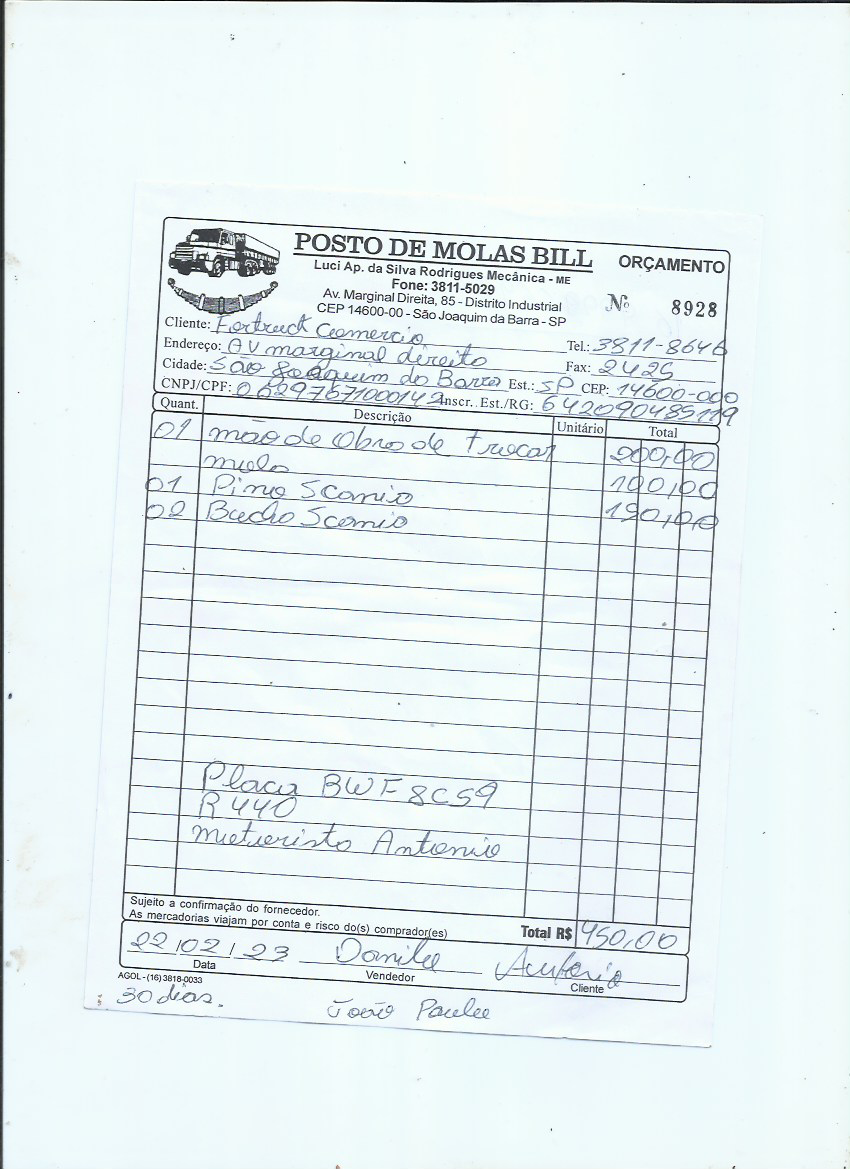 POSTO DE MOLAS BILL
ORÇAMENTO
Luci Ap. da Silva Rodrigues Mecânica - ME
Fone: 3811-5029
Nº 8928
Av. Marginal Direita, 85 - Distrito Industrial
CEP 14600-00 - São Joaquim da Barra - SP
Cliente: Fortruck Comercio Tel.: 3811-8646
Endereço: AV marginal direito Fax: 2425
Cidade: São Joaquim da Barra Est.: SP CEP: 14600-000
CNPJ/CPF: 06297671000142 Inscr. Est./RG: 642090485119
Quant. Descrição Unitário Total
01 mão de obra de trocar 200,00
mola
01 Pino Scania 100,00
02 Bucha Scania 150,00
Placa BWF 8C59
R 440
motorista Antonio
Sujeito a confirmação do fornecedor.
As mercadorias viajam por conta e risco do(s) comprador(es)
Total R$ 450,00
22/02/23 Danilo Antonio
Data Vendedor Cliente
AGOL - (16) 3818-0033
30 dias. João Paulo